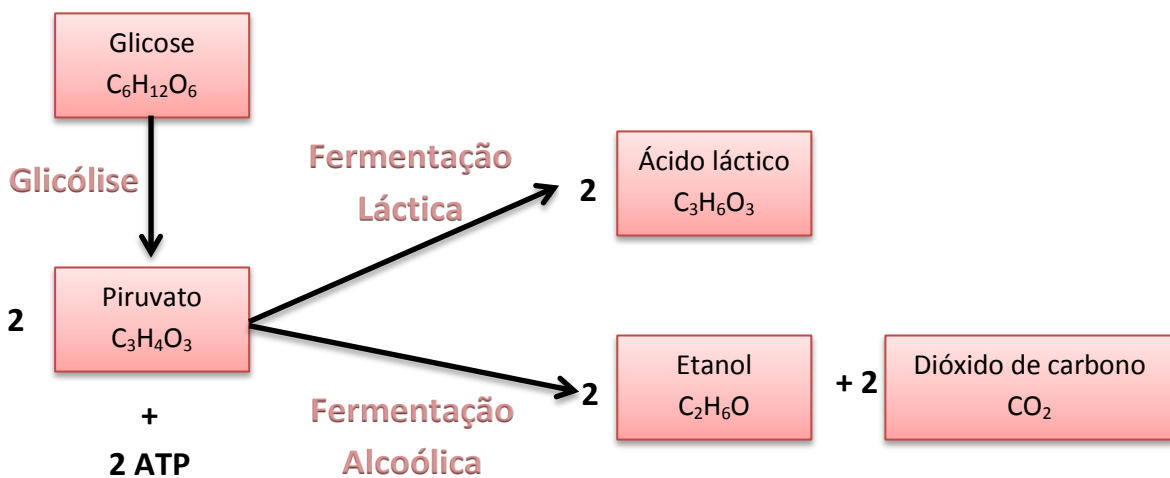 Glicose
C₆H₁₂O₆
Glicólise
Fermentação
Láctica
2
Ácido láctico
C₃H₆O₃
2
Piruvato
C₃H₄O₃
+
2 ATP
Fermentação
Alcoólica
2
Etanol
C₂H₆O
+ 2
Dióxido de carbono
CO₂